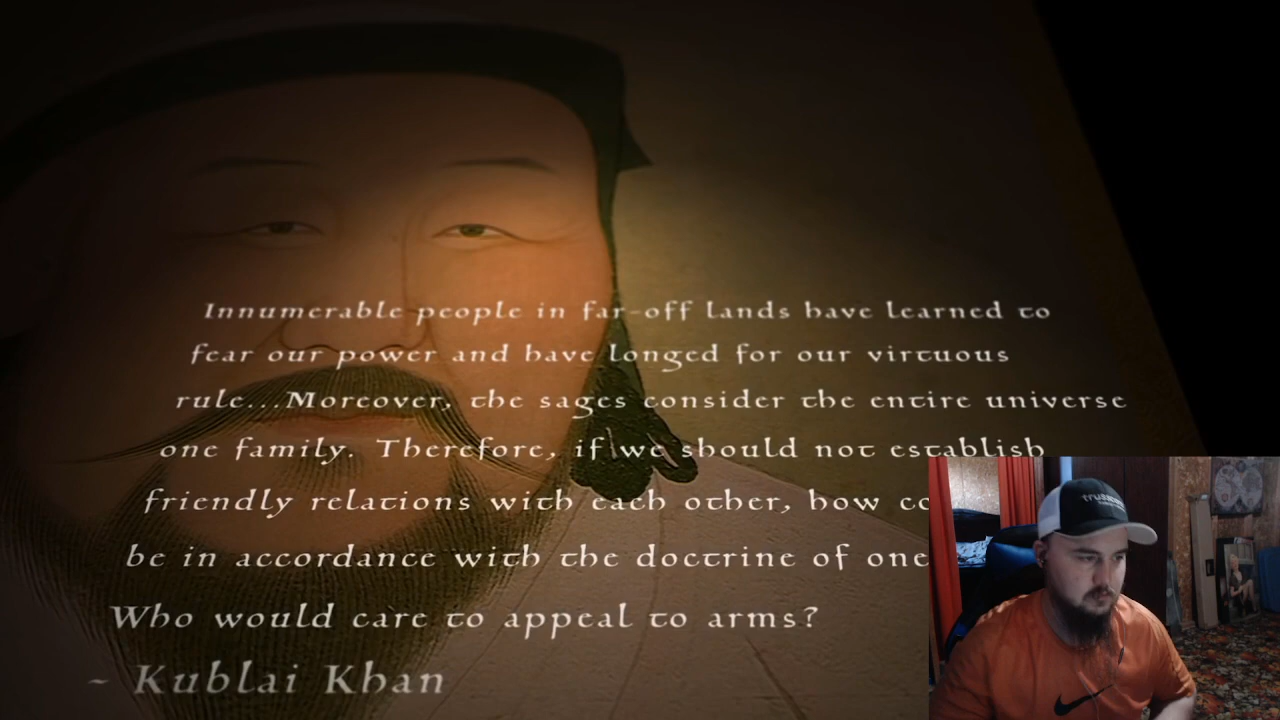 Innumerable people in far-off lands have learned to
fear our power and have longed for our virtuous
rule...Moreover, the sages consider the entire universe
one family. Therefore, if we should not establish
friendly relations with each other, how
be in accordance with the doctrine of one
Who would care to appeal to arms?
~ Kublai Khan